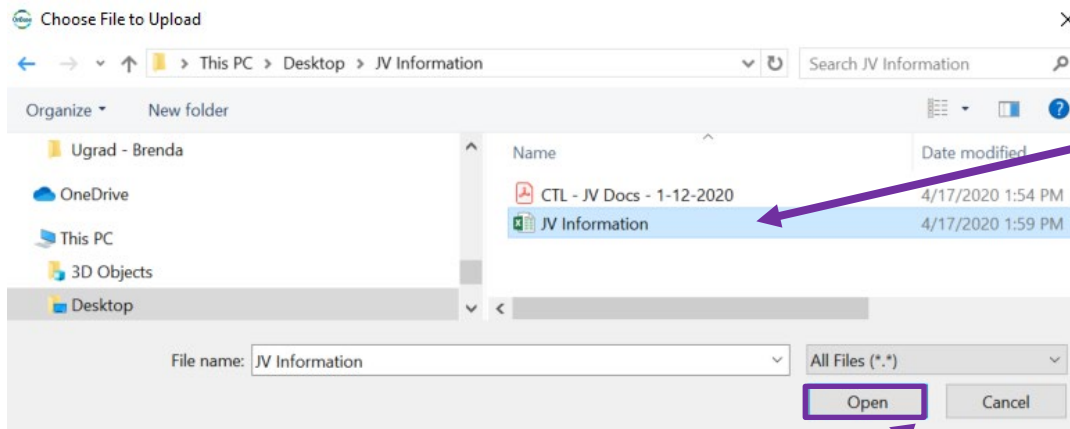 Choose File to Upload
This PC > Desktop > JV Information
Search JV Information
Organize
New folder
Ugrad - Brenda
OneDrive
This PC
3D Objects
Desktop
Name
Date modified
CTL - JV Docs - 1-12-2020
4/17/2020 1:54 PM
JV Information
4/17/2020 1:59 PM
File name:
JV Information
All Files (*.*)
Open
Cancel